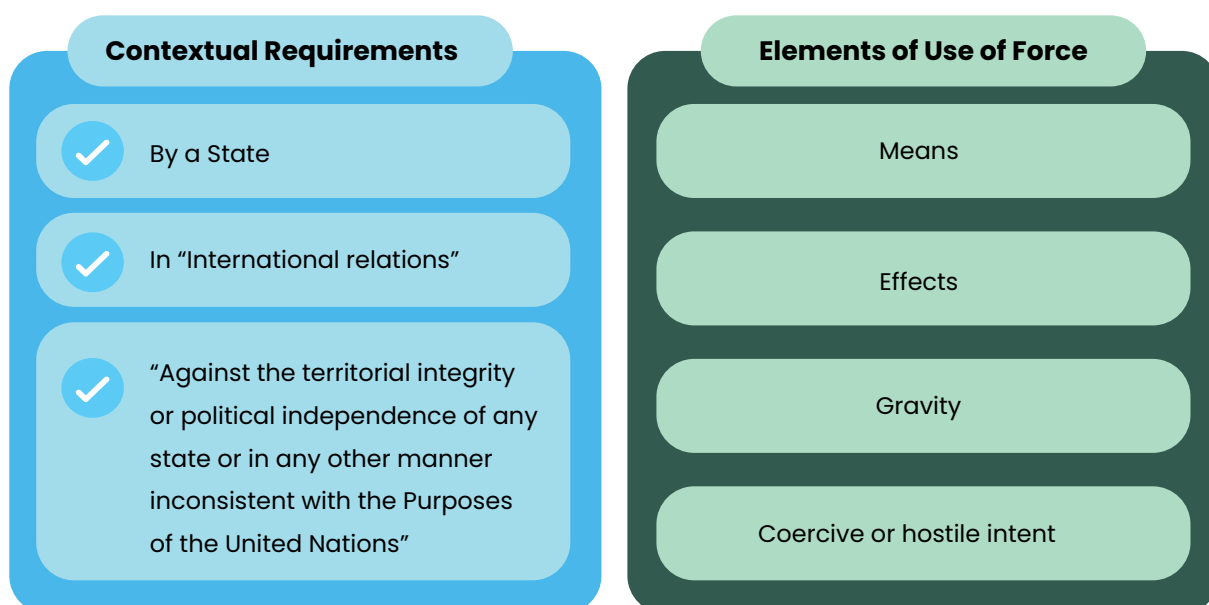 Contextual Requirements
By a State
In “International relations”
“Against the territorial integrity
or political independence of any
state or in any other manner
inconsistent with the Purposes
of the United Nations”
Elements of Use of Force
Means
Effects
Gravity
Coercive or hostile intent